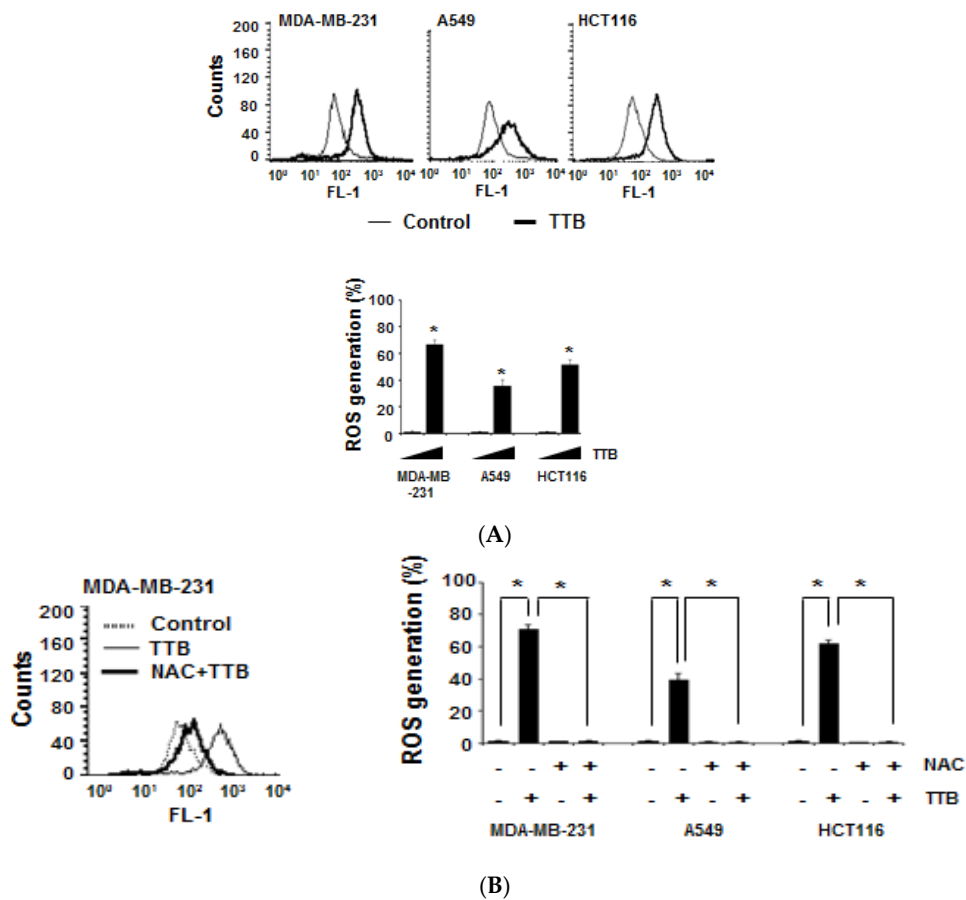 MDA-MB-231 A549 HCT116
200
160
120
80
40
0
Counts
10⁰ 10¹ 10² 10³ 10⁴ 10⁰ 10¹ 10² 10³ 10⁴ 10⁰ 10¹ 10² 10³ 10⁴
FL-1 FL-1 FL-1
Control TTB
100
80
60
40
20
0
ROS generation (%)
* * *
TTB
MDA-MB
-231
A549 HCT116
(A)
MDA-MB-231
200
160
120
80
40
0
Counts
Control
TTB
NAC+TTB
10⁰ 10¹ 10² 10³ 10⁴
FL-1
100
80
60
40
20
0
ROS generation (%)
* * * * * *
- - + + - - + + - - + + NAC
- + - + - + - + - + - + TTB
MDA-MB-231 A549 HCT116
(B)